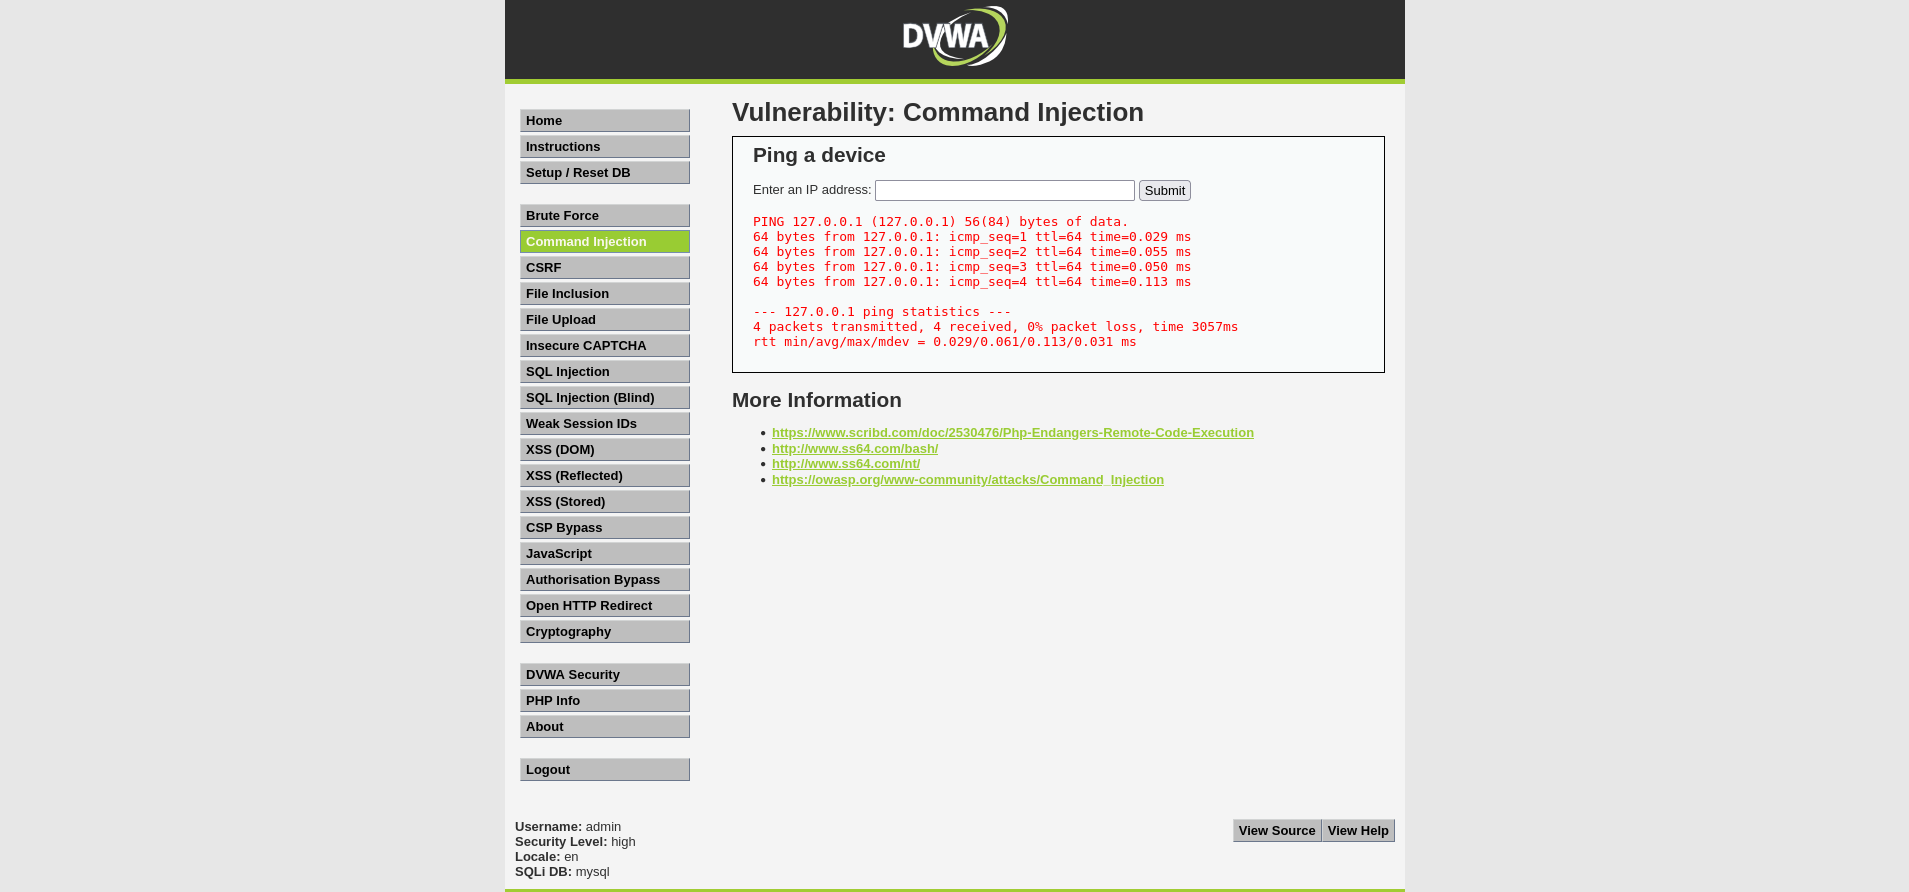 DVWA
Home
Instructions
Setup / Reset DB
Brute Force
Command Injection
CSRF
File Inclusion
File Upload
Insecure CAPTCHA
SQL Injection
SQL Injection (Blind)
Weak Session IDs
XSS (DOM)
XSS (Reflected)
XSS (Stored)
CSP Bypass
JavaScript
Authorisation Bypass
Open HTTP Redirect
Cryptography
DVWA Security
PHP Info
About
Logout
Vulnerability: Command Injection
Ping a device
Enter an IP address: Submit
PING 127.0.0.1 (127.0.0.1) 56(84) bytes of data.
64 bytes from 127.0.0.1: icmp_seq=1 ttl=64 time=0.029 ms
64 bytes from 127.0.0.1: icmp_seq=2 ttl=64 time=0.055 ms
64 bytes from 127.0.0.1: icmp_seq=3 ttl=64 time=0.050 ms
64 bytes from 127.0.0.1: icmp_seq=4 ttl=64 time=0.113 ms
--- 127.0.0.1 ping statistics ---
4 packets transmitted, 4 received, 0% packet loss, time 3057ms
rtt min/avg/max/mdev = 0.029/0.061/0.113/0.031 ms
More Information
• https://www.scribd.com/doc/2530476/Php-Endangers-Remote-Code-Execution
• http://www.ss64.com/bash/
• http://www.ss64.com/nt/
• https://owasp.org/www-community/attacks/Command_Injection
Username: admin
Security Level: high
Locale: en
SQLi DB: mysql
View Source View Help